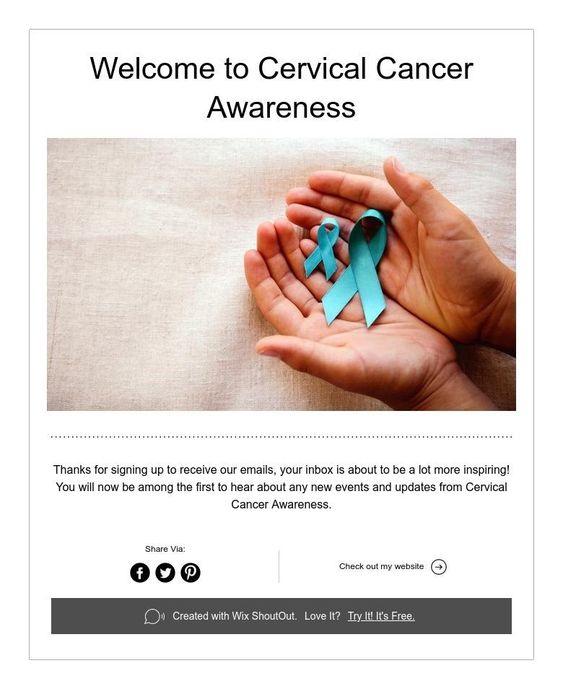 Welcome to Cervical Cancer
Awareness
Thanks for signing up to receive our emails, your inbox is about to be a lot more inspiring!
You will now be among the first to hear about any new events and updates from Cervical
Cancer Awareness.
Share Via:
Check out my website
Created with Wix ShoutOut. Love It? Try It! It's Free.